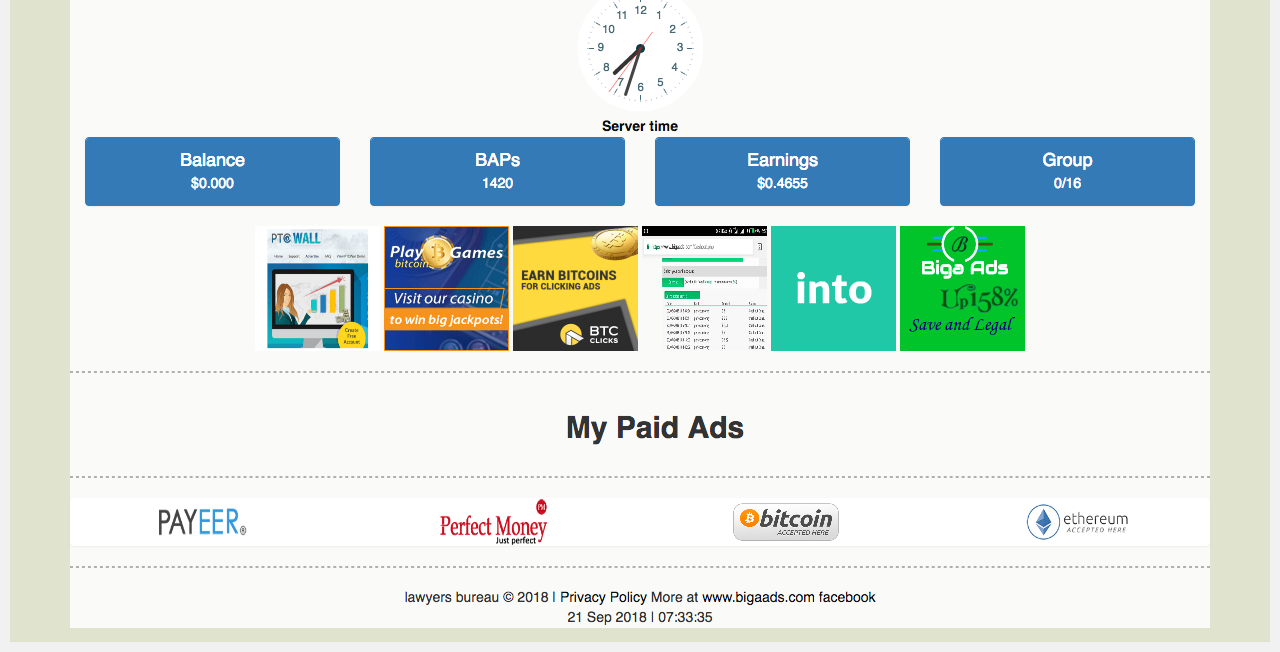 12
11 1
10 2
9 3
8 4
7 5
6
Server time
Balance
$0.000
BAPs
1420
Earnings
$0.4655
Group
0/16
PTC WALL
Create
Free
Account
Play Games
bitcoin
Visit our casino
to win big jackpots!
EARN BITCOINS
FOR CLICKING ADS
BTC
CLICKS
into
B
Biga Ads
Up158%
Save and Legal
My Paid Ads
PAYEER®
PM
Perfect Money
Just perfect
bitcoin
ACCEPTED HERE
ethereum
ACCEPTED HERE
lawyers bureau © 2018 | Privacy Policy More at www.bigaads.com facebook
21 Sep 2018 | 07:33:35